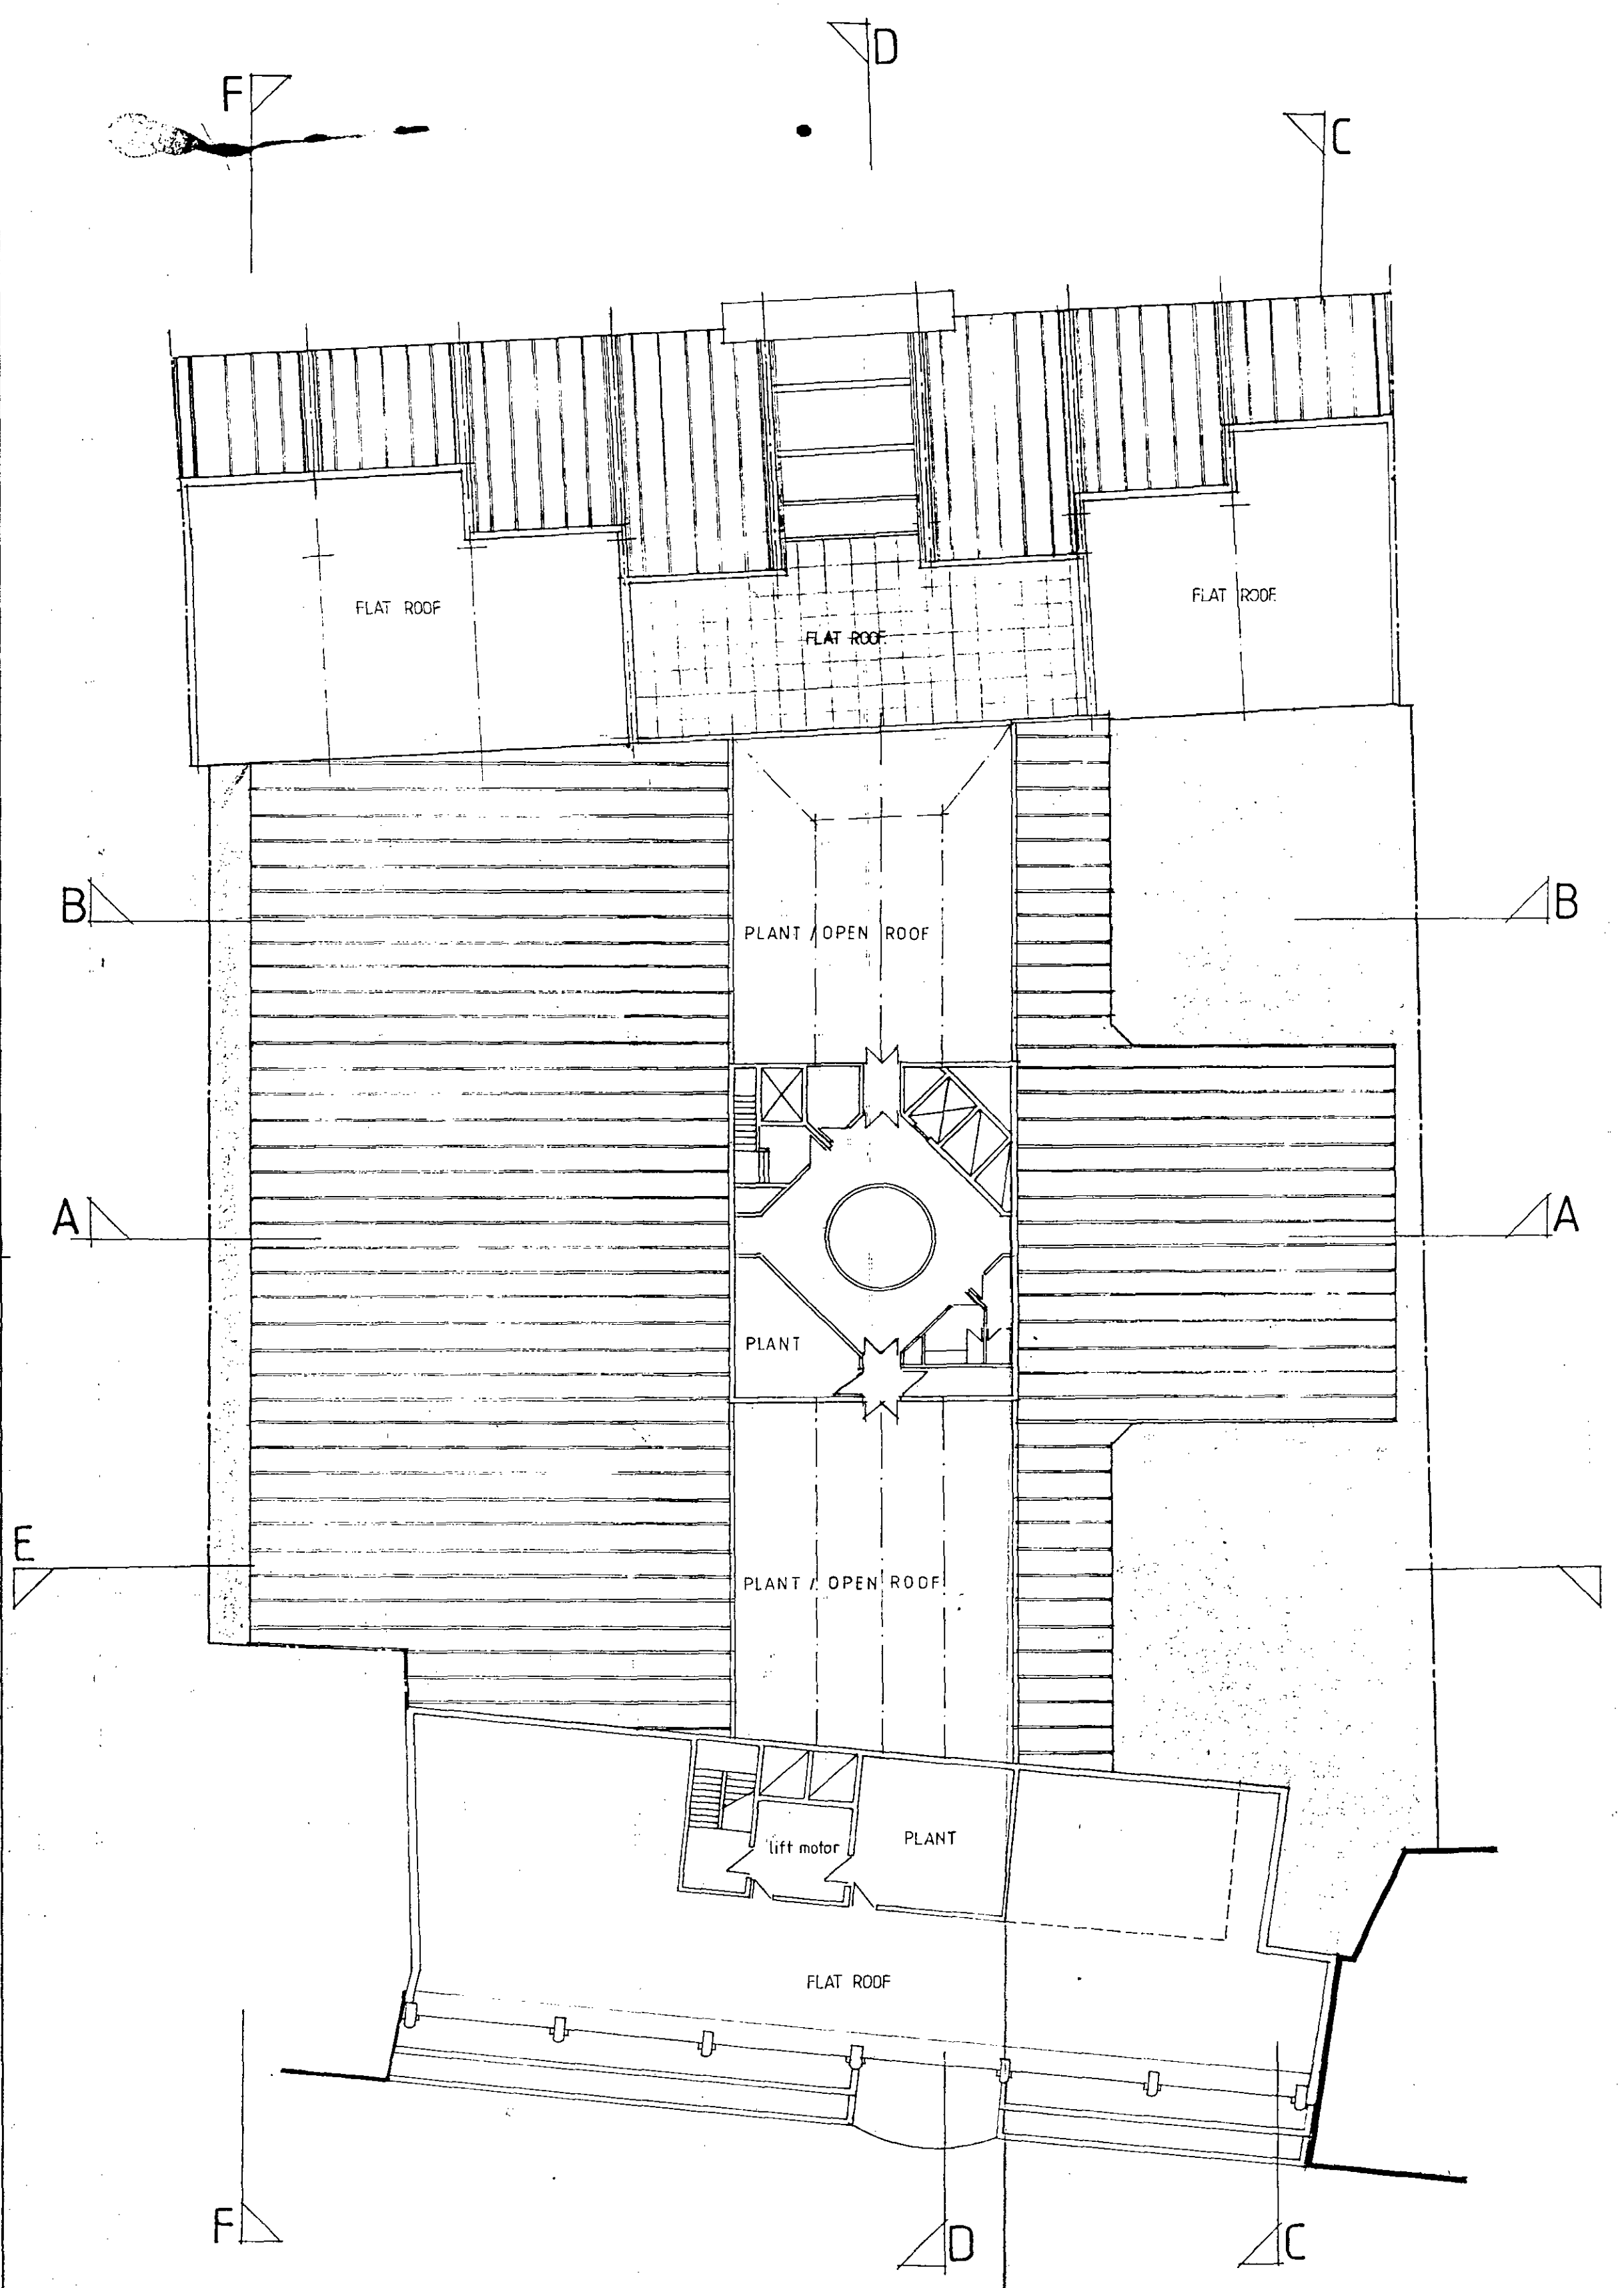 D
F
C
FLAT ROOF
FLAT ROOF
FLAT ROOF
B
B
PLANT / OPEN ROOF
A
A
PLANT
E
PLANT / OPEN ROOF
lift motor
PLANT
FLAT ROOF
F
D
C